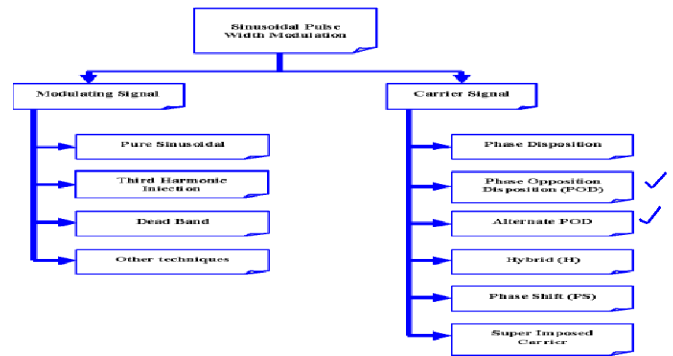 Sinusoidal Pulse
Width Modulation
Modulating Signal
Carrier Signal
Pure Sinusoidal
Third Harmonic
Injection
Dead Band
Other techniques
Phase Disposition
Phase Opposition
Disposition (POD)
Alternate POD
Hybrid (H)
Phase Shift (PS)
Super Imposed
Carrier